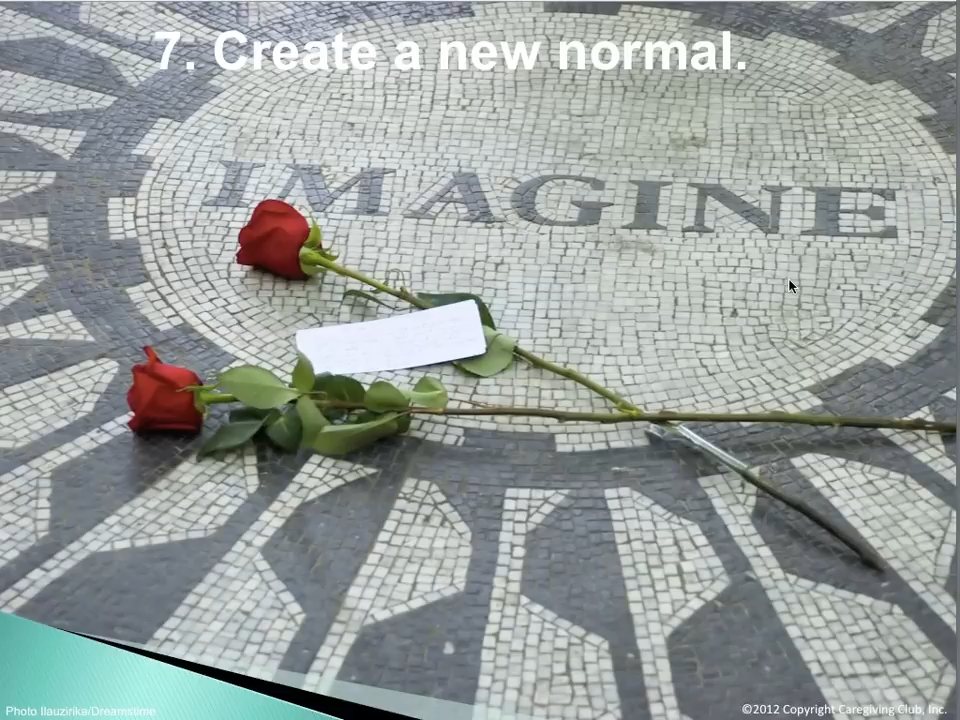 7. Create a new normal.
IMAGINE
Photo Ilauzirika/Dreamstime
©2012 Copyright Caregiving Club, Inc.